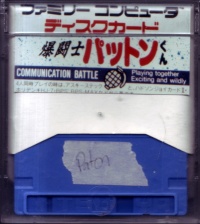 ファミリー コンピュータ
ディスクカード
爆闘士
パットンくん
COMMUNICATION BATTLE
Playing together
Exciting and wildly
Paton